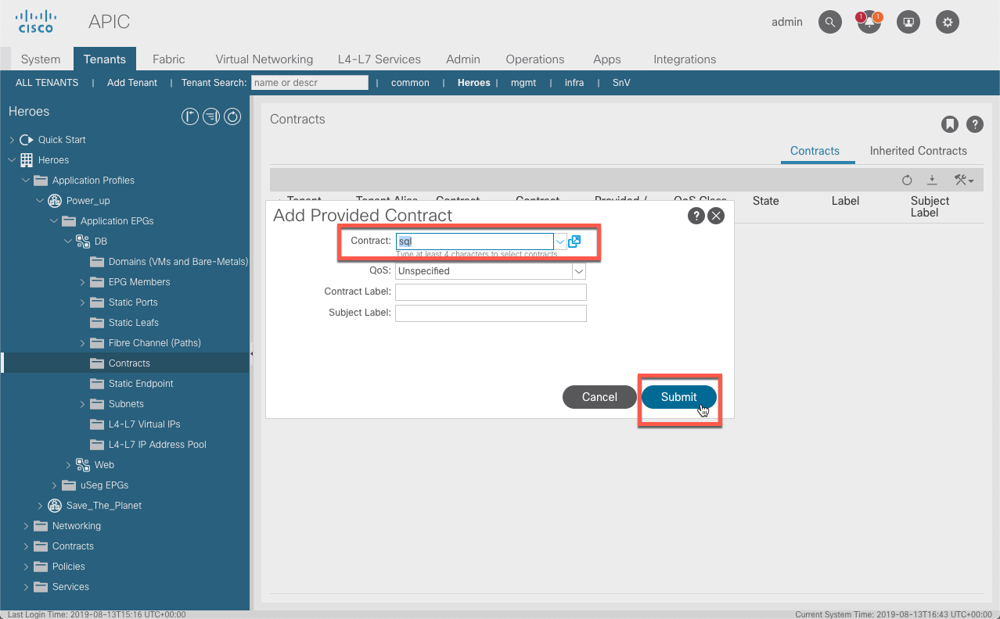 CISCO APIC admin 1 1
System Tenants Fabric Virtual Networking L4-L7 Services Admin Operations Apps Integrations
ALL TENANTS | Add Tenant | Tenant Search: name or descr | common | Heroes | mgmt | infra | SnV
Heroes
Quick Start
Heroes
Application Profiles
Power_up
Application EPGs
DB
Domains (VMs and Bare-Metals)
EPG Members
Static Ports
Static Leafs
Fibre Channel (Paths)
Contracts
Static Endpoint
Subnets
L4-L7 Virtual IPs
L4-L7 IP Address Pool
Web
uSeg EPGs
Save_The_Planet
Networking
Contracts
Policies
Services
Contracts
?
Contracts Inherited Contracts
Tenant Tenant Alias Contract Contract Provided / QoS Class State Label Subject
Label
Add Provided Contract ?
Contract: sql
Type at least 4 characters to select contracts
QoS: Unspecified
Contract Label:
Subject Label:
Cancel Submit
Last Login Time: 2019-08-13T15:16 UTC+00:00 Current System Time: 2019-08-13T16:43 UTC+00:00